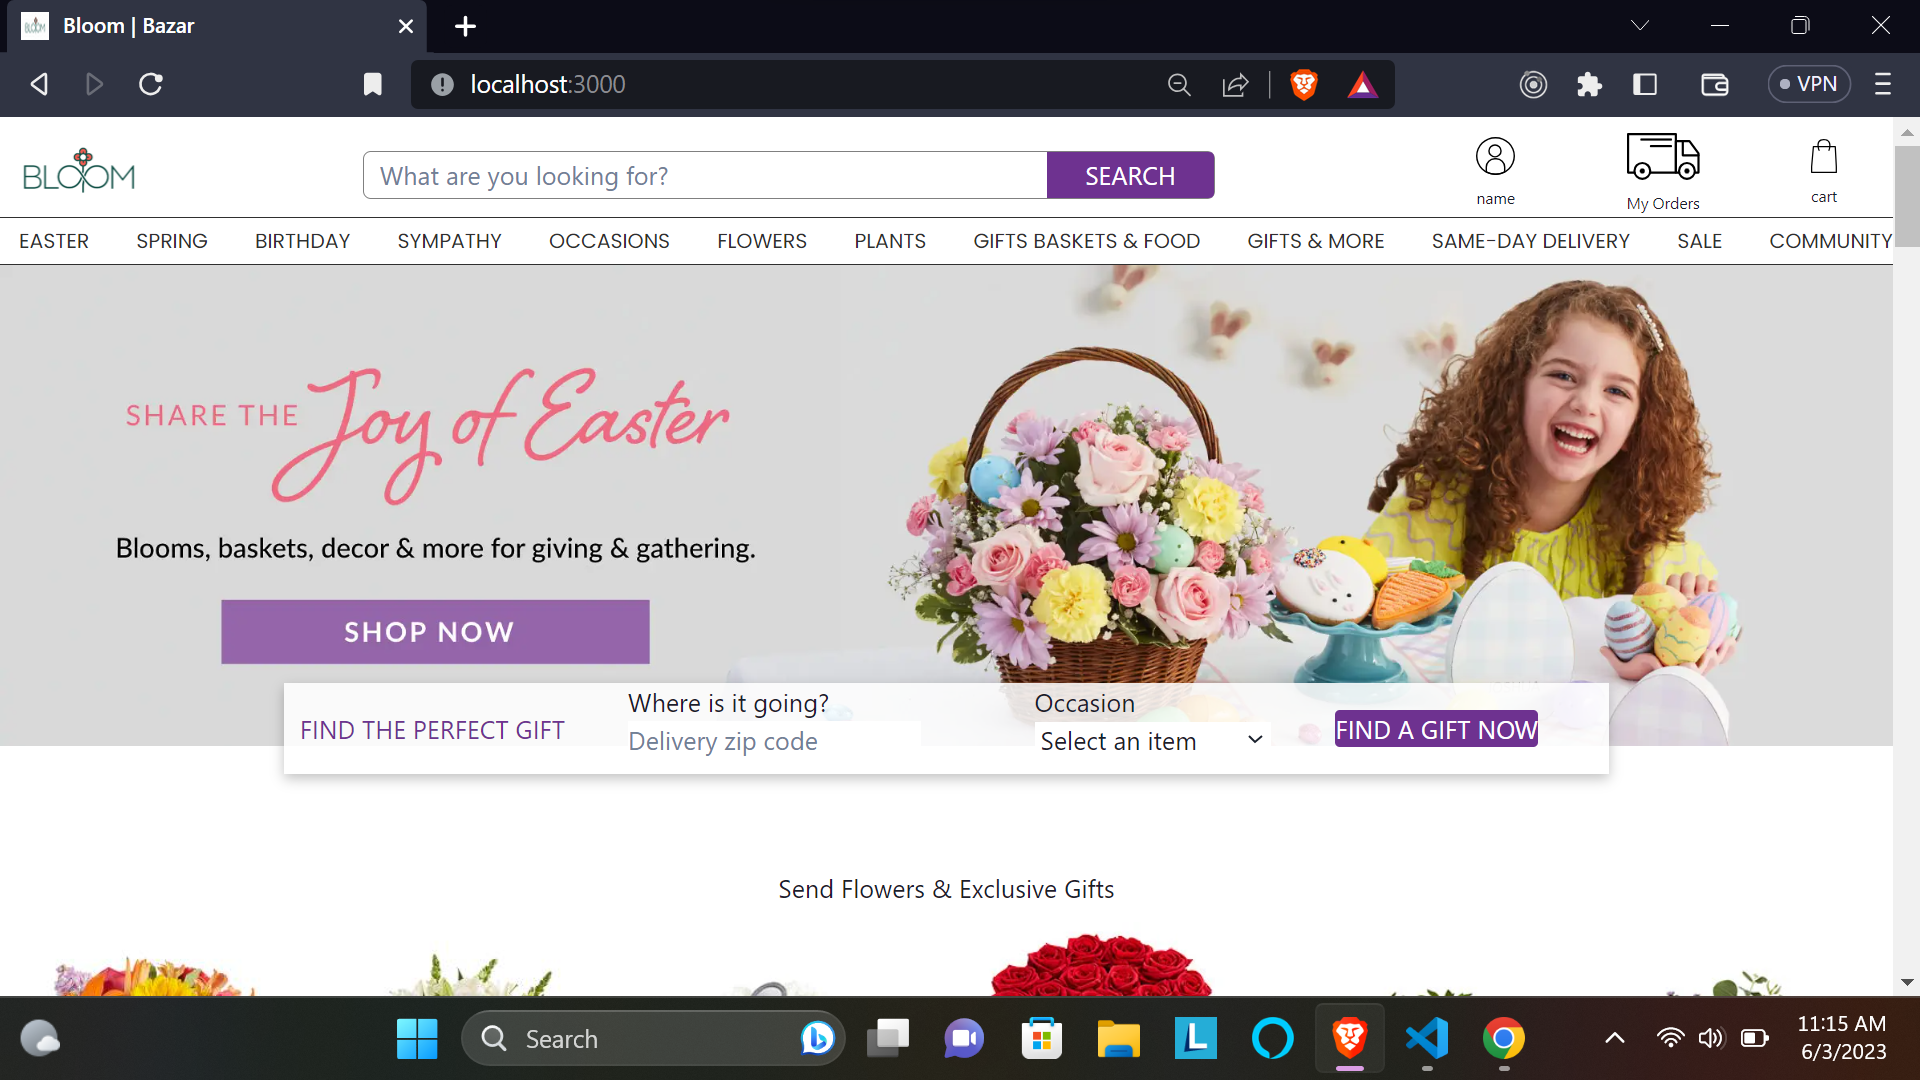 Bloom | Bazar
localhost:3000
VPN
BLOOM
What are you looking for?
SEARCH
name
My Orders
cart
EASTER SPRING BIRTHDAY SYMPATHY OCCASIONS FLOWERS PLANTS GIFTS BASKETS & FOOD GIFTS & MORE SAME-DAY DELIVERY SALE COMMUNITY
SHARE THE Joy of Easter
Blooms, baskets, decor & more for giving & gathering.
SHOP NOW
FIND THE PERFECT GIFT
Where is it going?
Delivery zip code
Occasion
Select an item
FIND A GIFT NOW
Send Flowers & Exclusive Gifts
Search
L
11:15 AM
6/3/2023